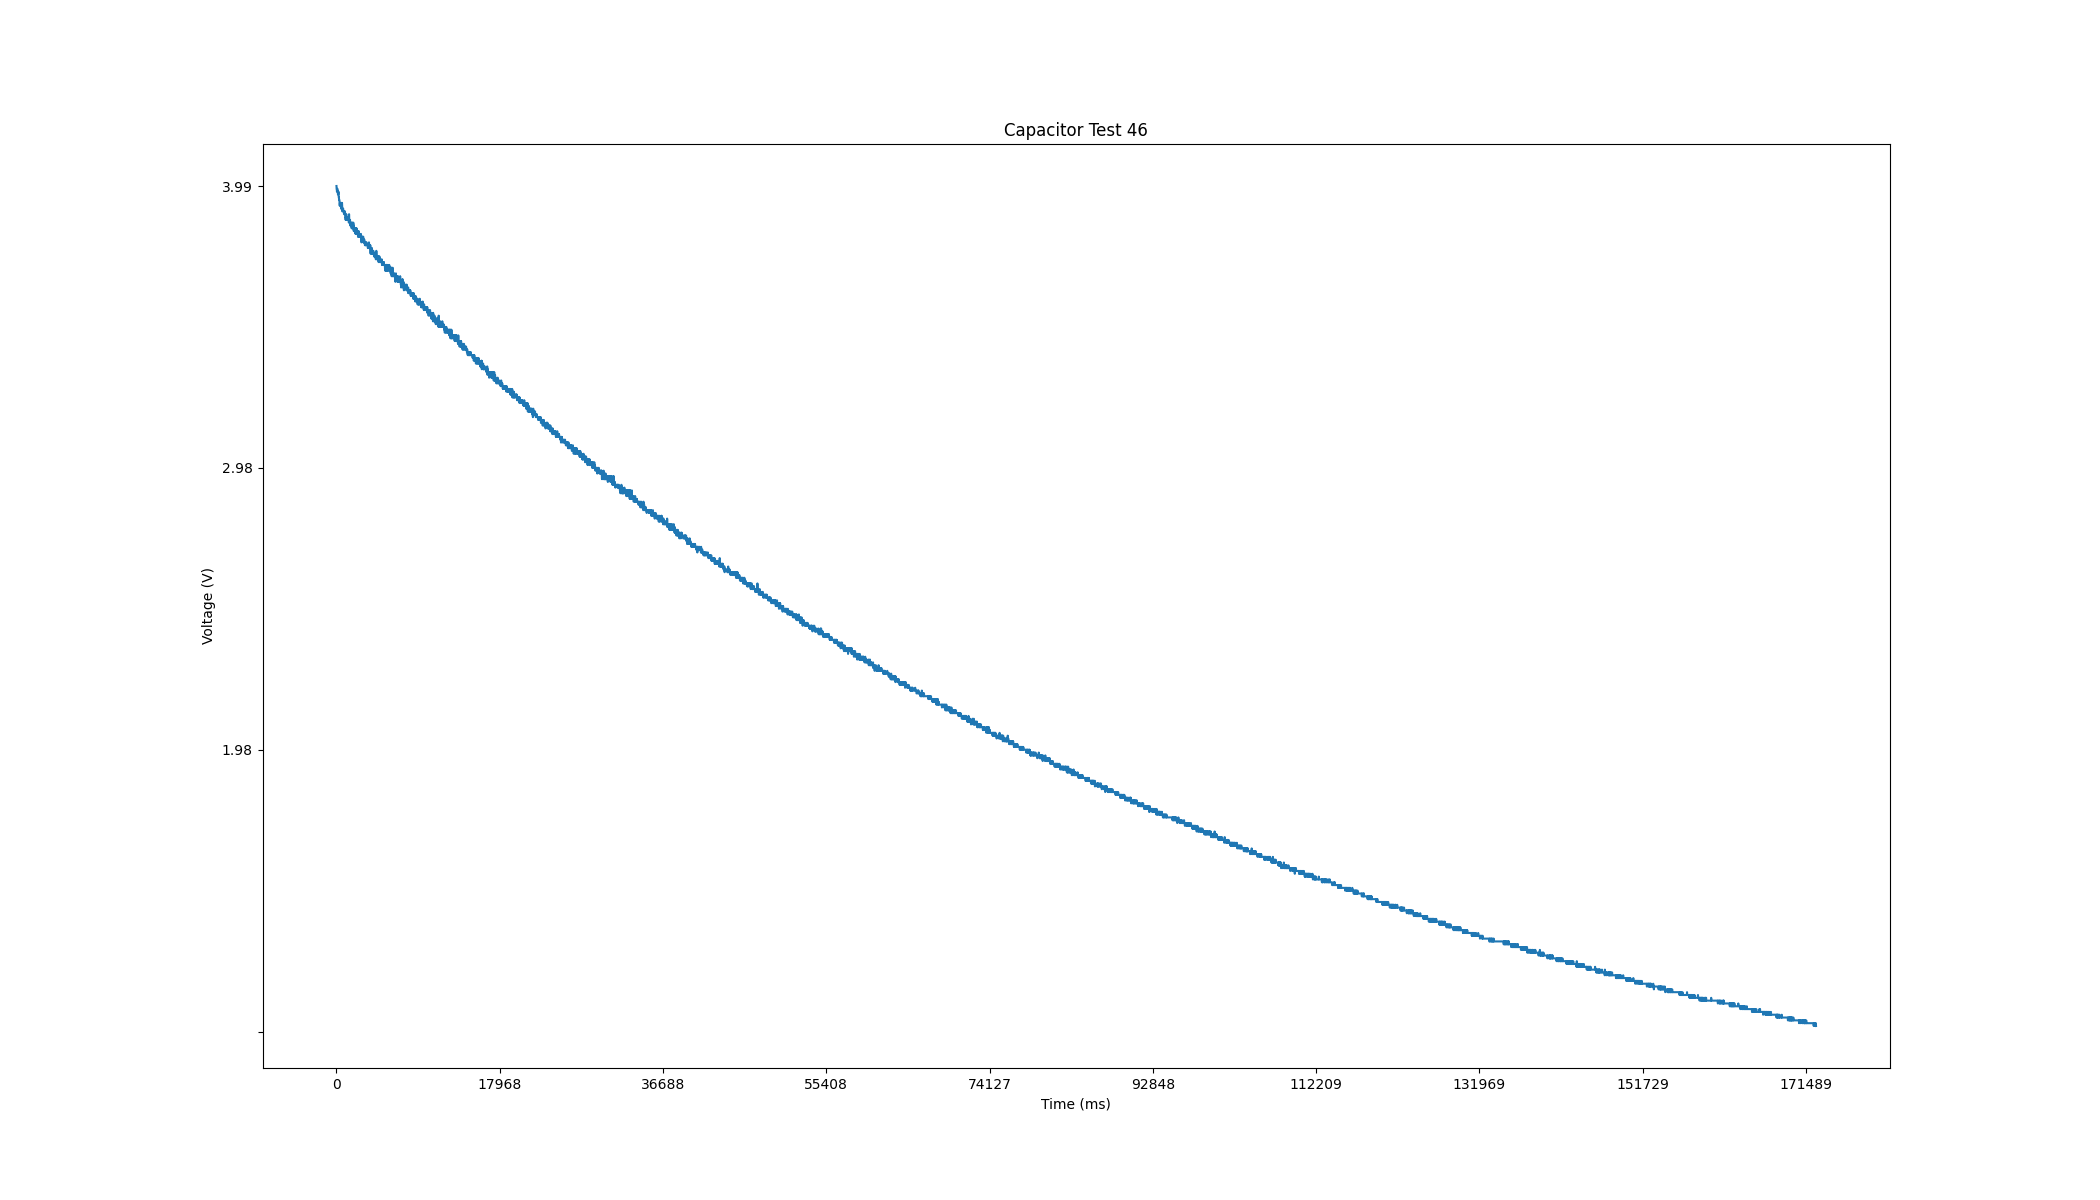 Capacitor Test 46
3.99
2.98
1.98
Voltage (V)
0 17968 36688 55408 74127 92848 112209 131969 151729 171489
Time (ms)